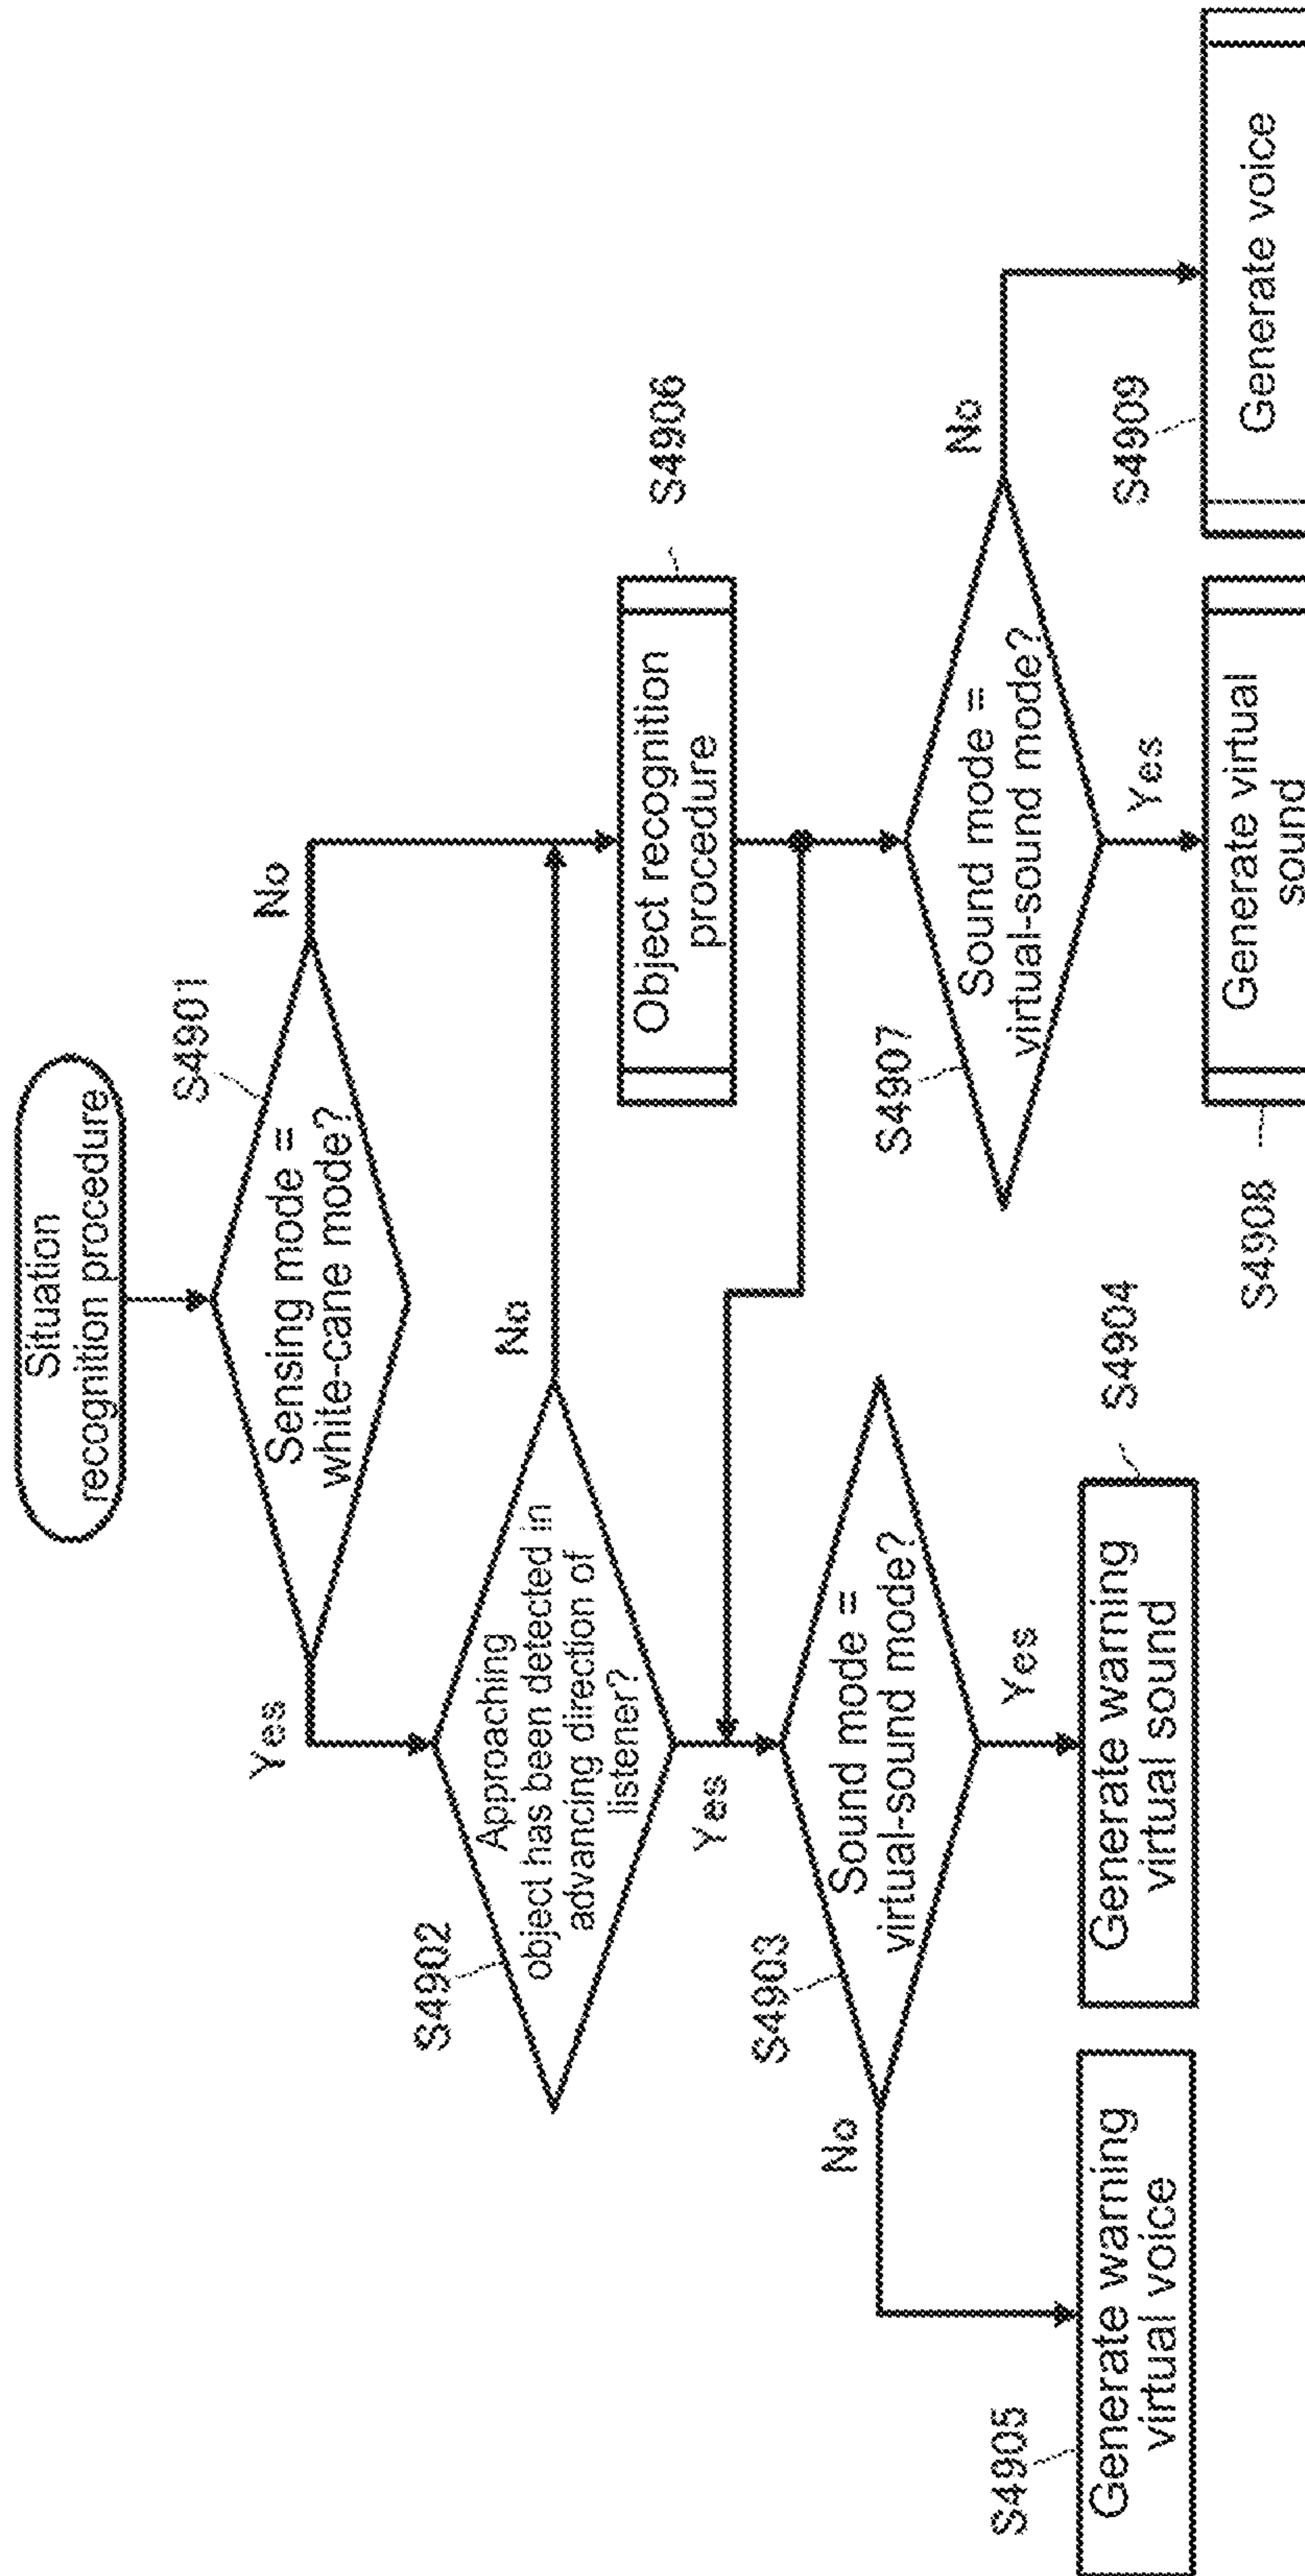 Situation
recognition procedure
S4901
Sensing mode =
white-cane mode?
Yes
No
S4902
Approaching
object has been detected in
advancing direction of
listener?
No
Yes
Object recognition
procedure
S4906
S4903
Sound mode =
virtual-sound mode?
No
Yes
S4907
Sound mode =
virtual-sound mode?
No
Yes
S4905
Generate warning
virtual voice
Generate warning
virtual sound
S4904
S4908
Generate virtual
sound
S4909
Generate voice